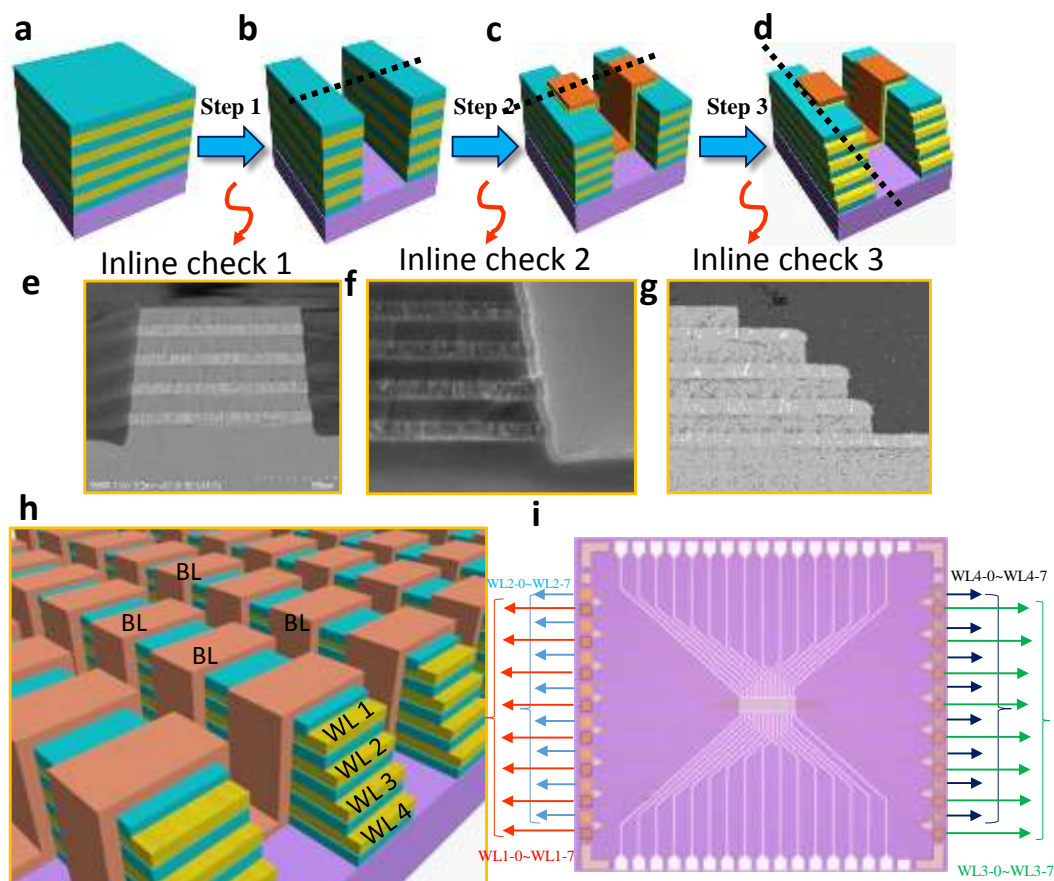 a
b
c
d
Step 1
Step 2
Step 3
Inline check 1
Inline check 2
Inline check 3
e
f
g
h
i
BL
BL
BL
BL
WL 1
WL 2
WL 3
WL 4
WL2-0~WL2-7
WL4-0~WL4-7
WL1-0~WL1-7
WL3-0~WL3-7